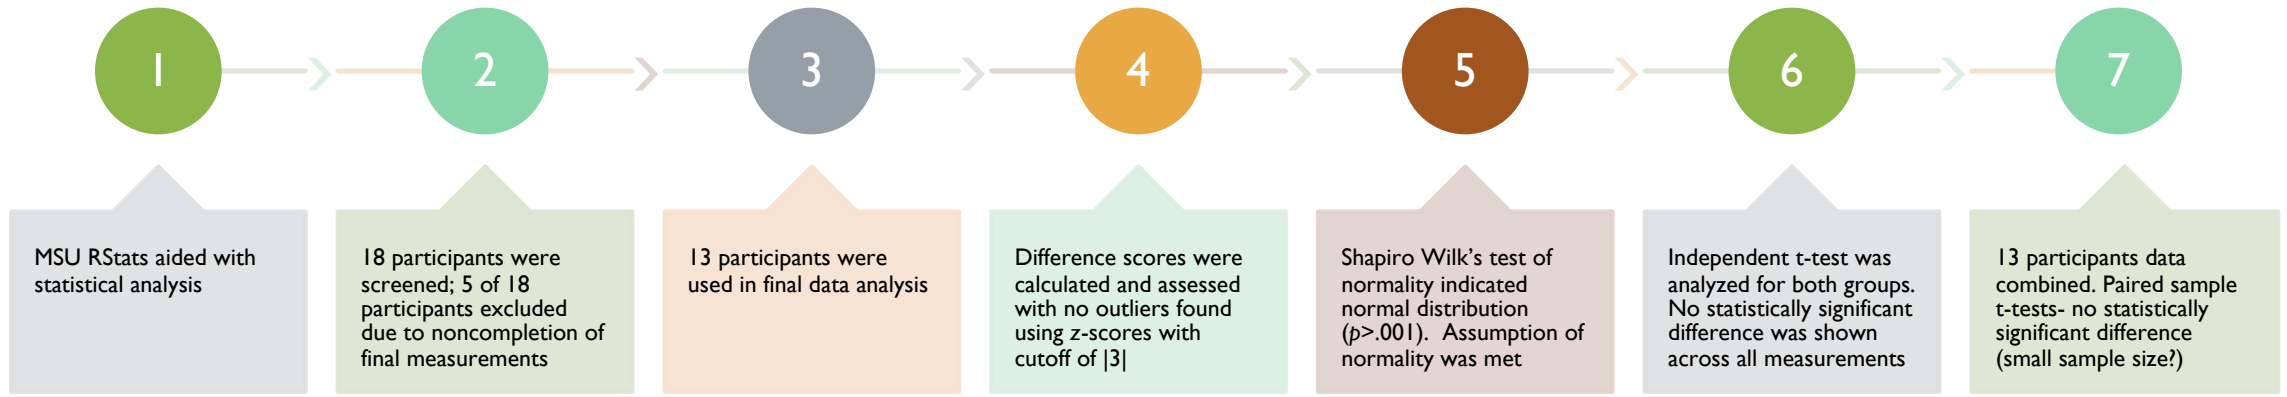 1
2
3
4
5
6
7
MSU RStats aided with
statistical analysis
18 participants were
screened; 5 of 18
participants excluded
due to noncompletion of
final measurements
13 participants were
used in final data analysis
Difference scores were
calculated and assessed
with no outliers found
using z-scores with
cutoff of |3|
Shapiro Wilk's test of
normality indicated
normal distribution
(p>.001).  Assumption of
normality was met
Independent t-test was
analyzed for both groups.
No statistically significant
difference was shown
across all measurements
13 participants data
combined. Paired sample
t-tests- no statistically
significant difference
(small sample size?)